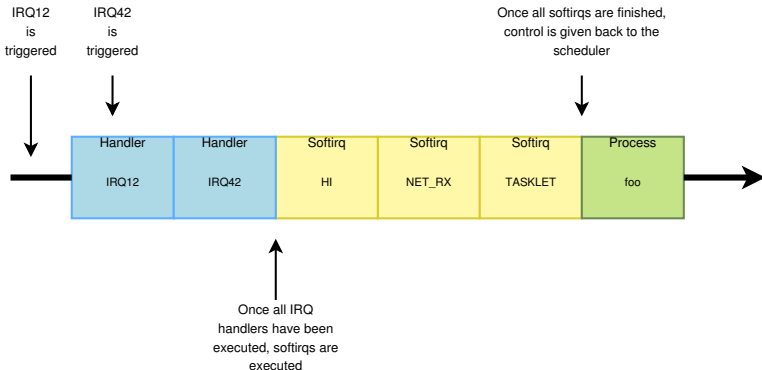 IRQ12
is
triggered
IRQ42
is
triggered
Once all softirqs are finished,
control is given back to the
scheduler
Handler
IRQ12
Handler
IRQ42
Softirq
HI
Softirq
NET_RX
Softirq
TASKLET
Process
foo
Once all IRQ
handlers have been
executed, softirqs are
executed